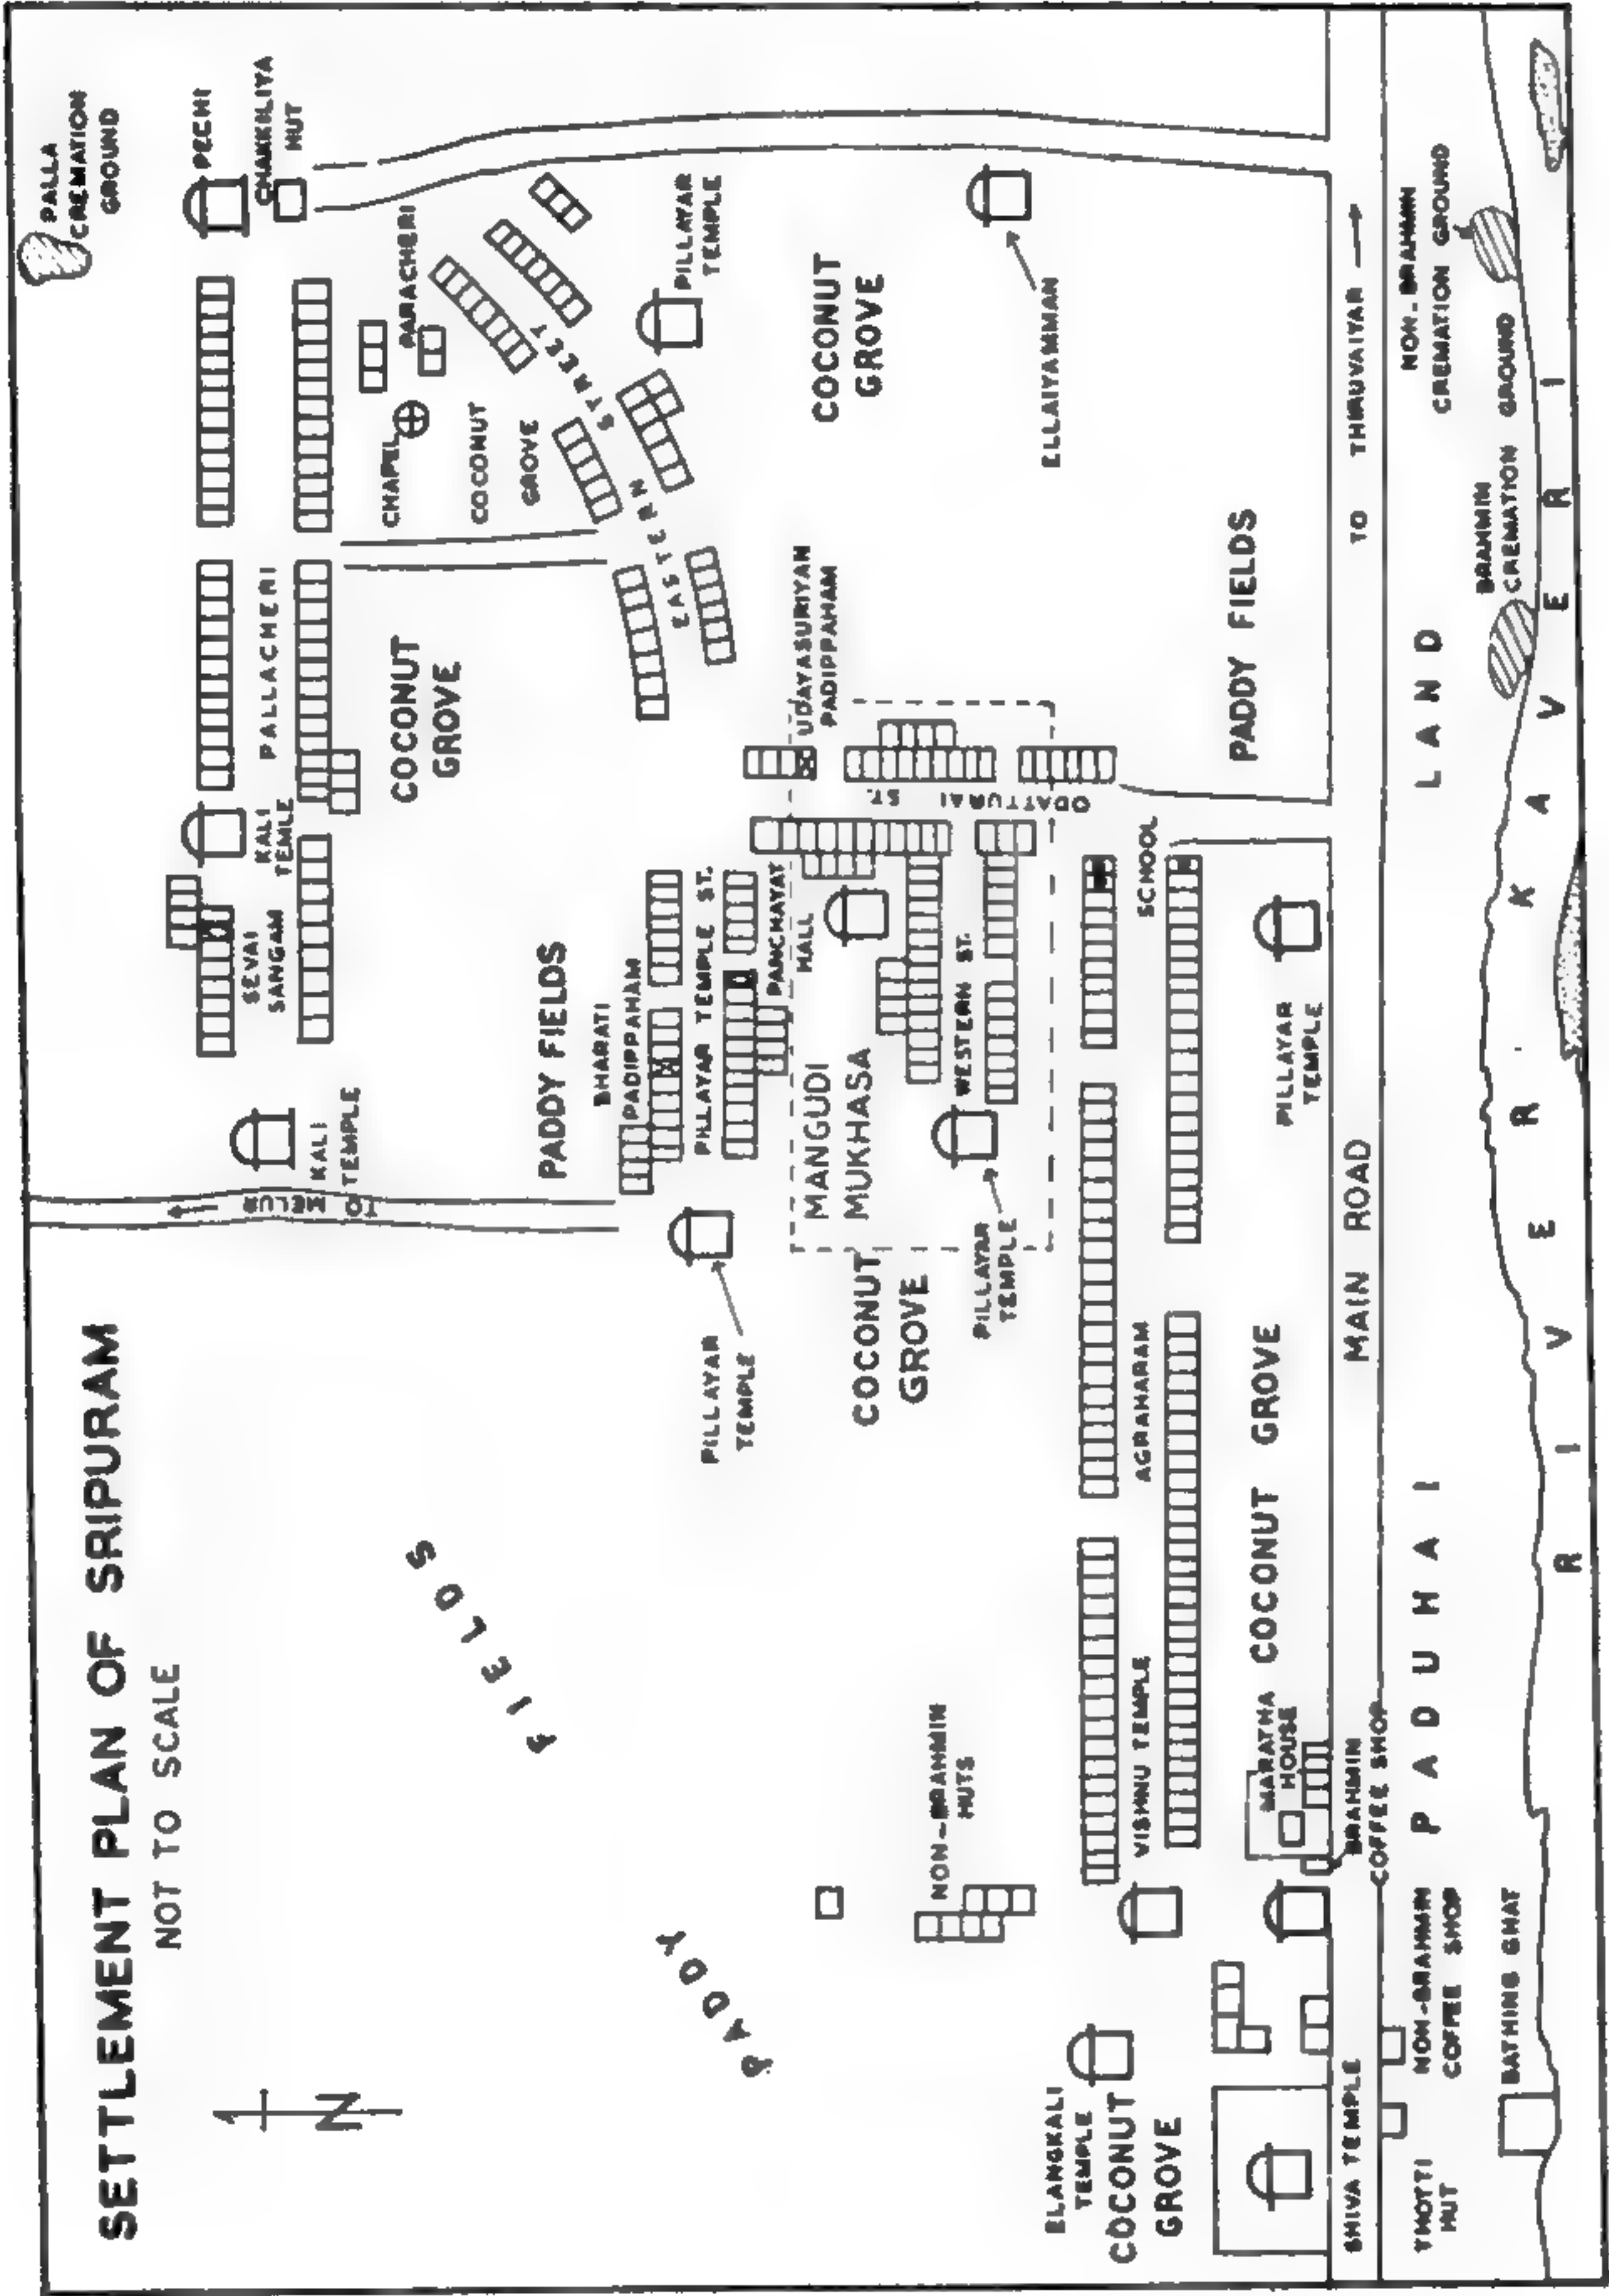 SETTLEMENT PLAN OF SRIPURAM
NOT TO SCALE
N
PADDY FIELDS
PALLA
CREMATION
GROUND
PECHI
CHAKKILIYA
HUT
PARACHERI
CHAPEL
COCONUT
GROVE
PALLACHERI
KALI
TEMLE
SEVAI
SANGAM
KALI
TEMPLE
TO
MELUR
COCONUT
GROVE
EASTERN STREET
PILLAYAR
TEMPLE
COCONUT
GROVE
ELLAIYAMMAN
PADDY FIELDS
BHARATI
PADIPPAHAM
PILLAYAR TEMPLE ST.
PANCHAYAT
HALL
UDAYASURIYAN
PADIPPAHAM
ODATTURAI ST.
MANGUDI
MUKHASA
WESTERN ST.
PILLAYAR
TEMPLE
PILLAYAR
TEMPLE
COCONUT
GROVE
SCHOOL
PADDY FIELDS
NON-BRAHMIN
HUTS
AGRAHARAM
VISHNU TEMPLE
PILLAYAR
TEMPLE
COCONUT GROVE
MARATHA
HOUSE
ELANGKALI
TEMPLE
COCONUT
GROVE
SHIVA TEMPLE
BRAHMIN
COFFEE SHOP
MAIN ROAD
TO THIRUVAIYAR
THOTTI
HUT
NON-BRAHMIN
COFFEE SHOP
PADUHAI LAND
NON-BRAHMIN
CREMATION GROUND
BRAHMIN
CREMATION GROUND
BATHING GHAT
RIVER KAVERI